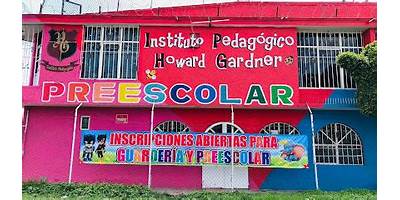 Instituto Pedagógico
Howard Gardner
PREESCOLAR
INSCRIPCIONES ABIERTAS PARA
GUARDERÍA Y PREESCOLAR